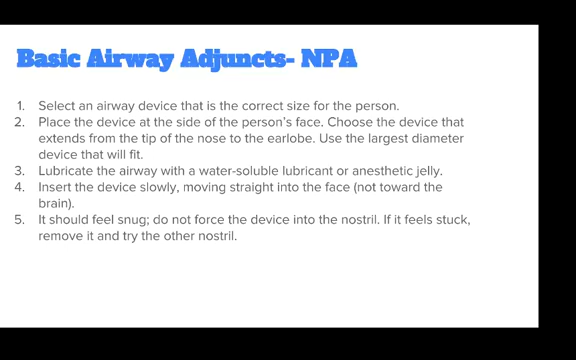 Basic Airway Adjuncts- NPA
1. Select an airway device that is the correct size for the person.
2. Place the device at the side of the person's face. Choose the device that
extends from the tip of the nose to the earlobe. Use the largest diameter
device that will fit.
3. Lubricate the airway with a water-soluble lubricant or anesthetic jelly.
4. Insert the device slowly, moving straight into the face (not toward the
brain).
5. It should feel snug; do not force the device into the nostril. If it feels stuck,
remove it and try the other nostril.